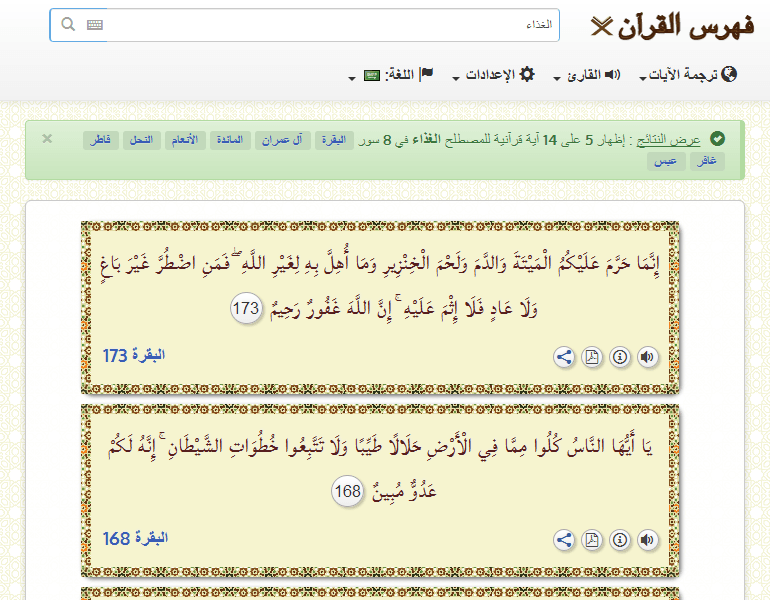 فهرس القرآن
الغذاء
ترجمة الآيات
القارئ
الإعدادات
اللغة:
عرض النتائج : إظهار 5 على 14 آية قرآنية للمصطلح الغذاء في 8 سور البقرة آل عمران المائدة الأنعام النحل فاطر
غافر عبس
×
إِنَّمَا حَرَّمَ عَلَيْكُمُ الْمَيْتَةَ وَالدَّمَ وَلَحْمَ الْخِنْزِيرِ وَمَا أُهِلَّ بِهِ لِغَيْرِ اللَّهِ ۖ فَمَنِ اضْطُرَّ غَيْرَ بَاغٍ
وَلَا عَادٍ فَلَا إِثْمَ عَلَيْهِ ۚ إِنَّ اللَّهَ غَفُورٌ رَحِيمٌ 173
البقرة 173
يَا أَيُّهَا النَّاسُ كُلُوا مِمَّا فِي الْأَرْضِ حَلَالًا طَيِّبًا وَلَا تَتَّبِعُوا خُطُوَاتِ الشَّيْطَانِ ۚ إِنَّهُ لَكُمْ
عَدُوٌّ مُبِينٌ 168
البقرة 168